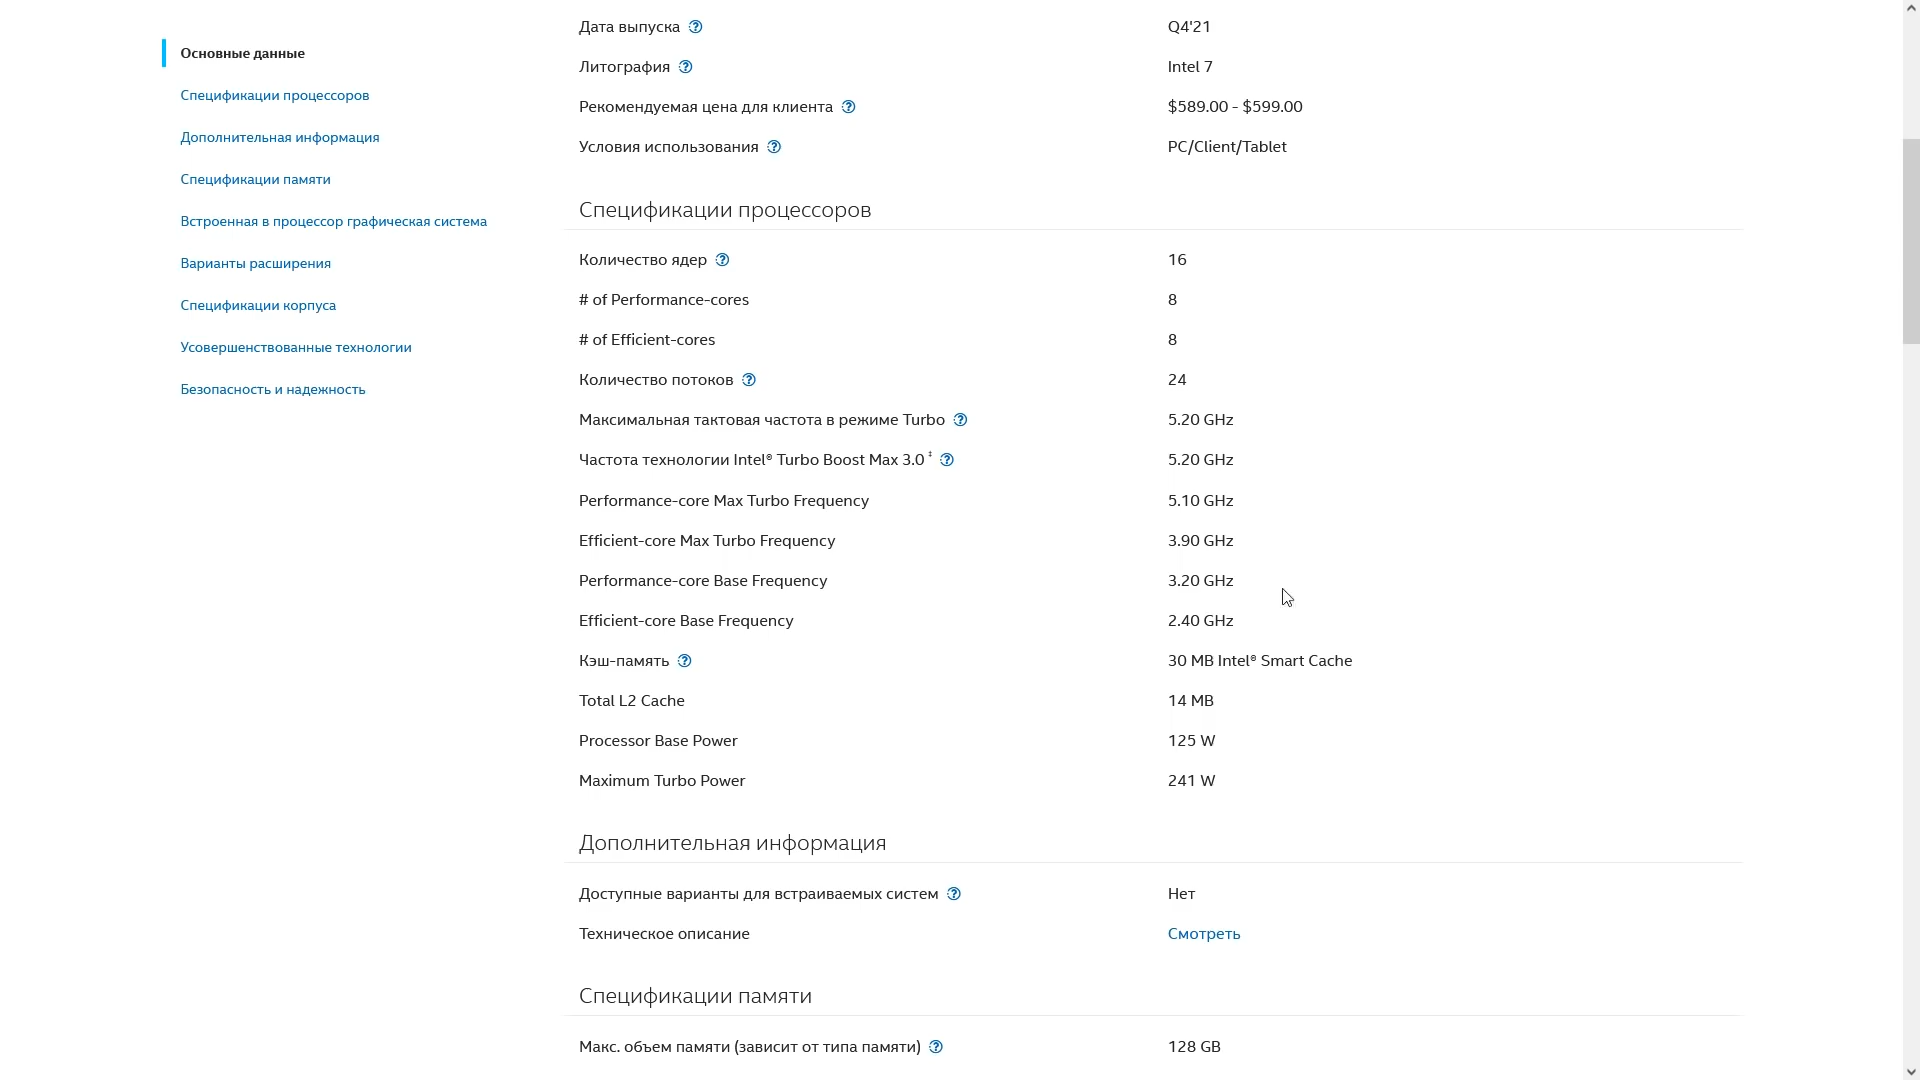 Основные данные
Спецификации процессоров
Дополнительная информация
Спецификации памяти
Встроенная в процессор графическая система
Варианты расширения
Спецификации корпуса
Усовершенствованные технологии
Безопасность и надежность
Дата выпуска ? Q4'21
Литография ? Intel 7
Рекомендуемая цена для клиента ? $589.00 - $599.00
Условия использования ? PC/Client/Tablet
Спецификации процессоров
Количество ядер ? 16
# of Performance-cores 8
# of Efficient-cores 8
Количество потоков ? 24
Максимальная тактовая частота в режиме Turbo ? 5.20 GHz
Частота технологии Intel® Turbo Boost Max 3.0 ‡ ? 5.20 GHz
Performance-core Max Turbo Frequency 5.10 GHz
Efficient-core Max Turbo Frequency 3.90 GHz
Performance-core Base Frequency 3.20 GHz
Efficient-core Base Frequency 2.40 GHz
Кэш-память ? 30 MB Intel® Smart Cache
Total L2 Cache 14 MB
Processor Base Power 125 W
Maximum Turbo Power 241 W
Дополнительная информация
Доступные варианты для встраиваемых систем ? Нет
Техническое описание Смотреть
Спецификации памяти
Макс. объем памяти (зависит от типа памяти) ? 128 GB